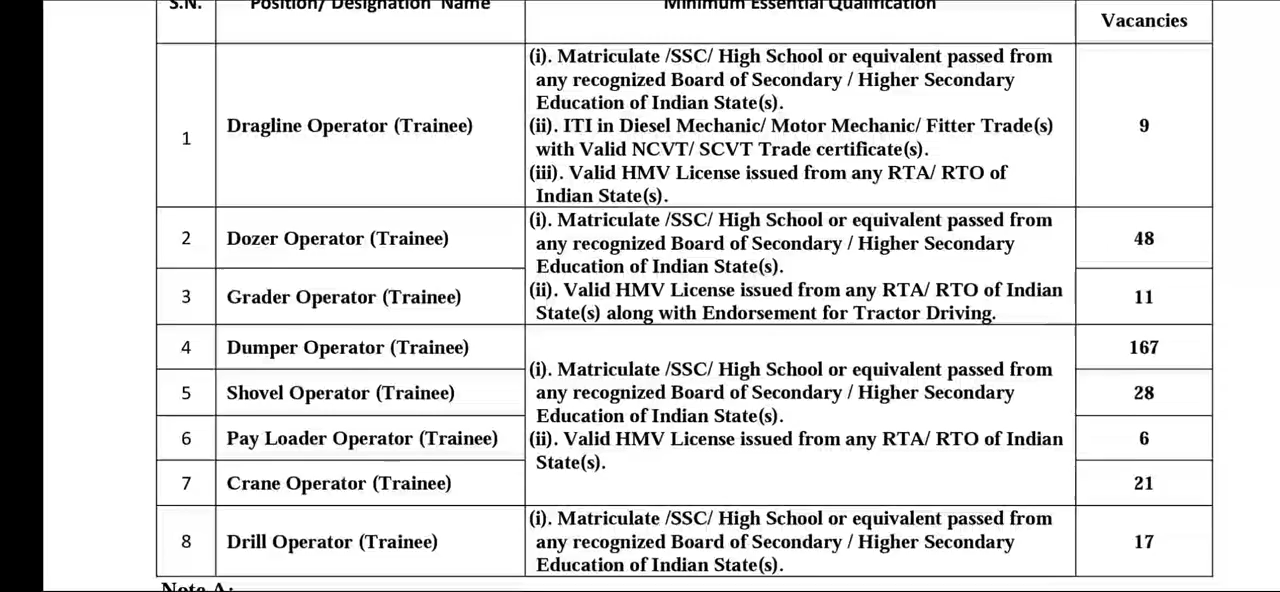 S.N. Position/ Designation Name Minimum Essential Qualification
Vacancies
1
Dragline Operator (Trainee)
(i). Matriculate /SSC/ High School or equivalent passed from
any recognized Board of Secondary / Higher Secondary
Education of Indian State(s).
(ii). ITI in Diesel Mechanic/ Motor Mechanic/ Fitter Trade(s)
with Valid NCVT/ SCVT Trade certificate(s).
(iii). Valid HMV License issued from any RTA/ RTO of
Indian State(s).
9
2 Dozer Operator (Trainee)
48
3 Grader Operator (Trainee)
11
(i). Matriculate /SSC/ High School or equivalent passed from
any recognized Board of Secondary / Higher Secondary
Education of Indian State(s).
(ii). Valid HMV License issued from any RTA/ RTO of Indian
State(s) along with Endorsement for Tractor Driving.
4 Dumper Operator (Trainee)
167
5 Shovel Operator (Trainee)
28
6 Pay Loader Operator (Trainee)
6
7 Crane Operator (Trainee)
21
(i). Matriculate /SSC/ High School or equivalent passed from
any recognized Board of Secondary / Higher Secondary
Education of Indian State(s).
(ii). Valid HMV License issued from any RTA/ RTO of Indian
State(s).
8 Drill Operator (Trainee)
(i). Matriculate /SSC/ High School or equivalent passed from
any recognized Board of Secondary / Higher Secondary
Education of Indian State(s).
17
Note A: